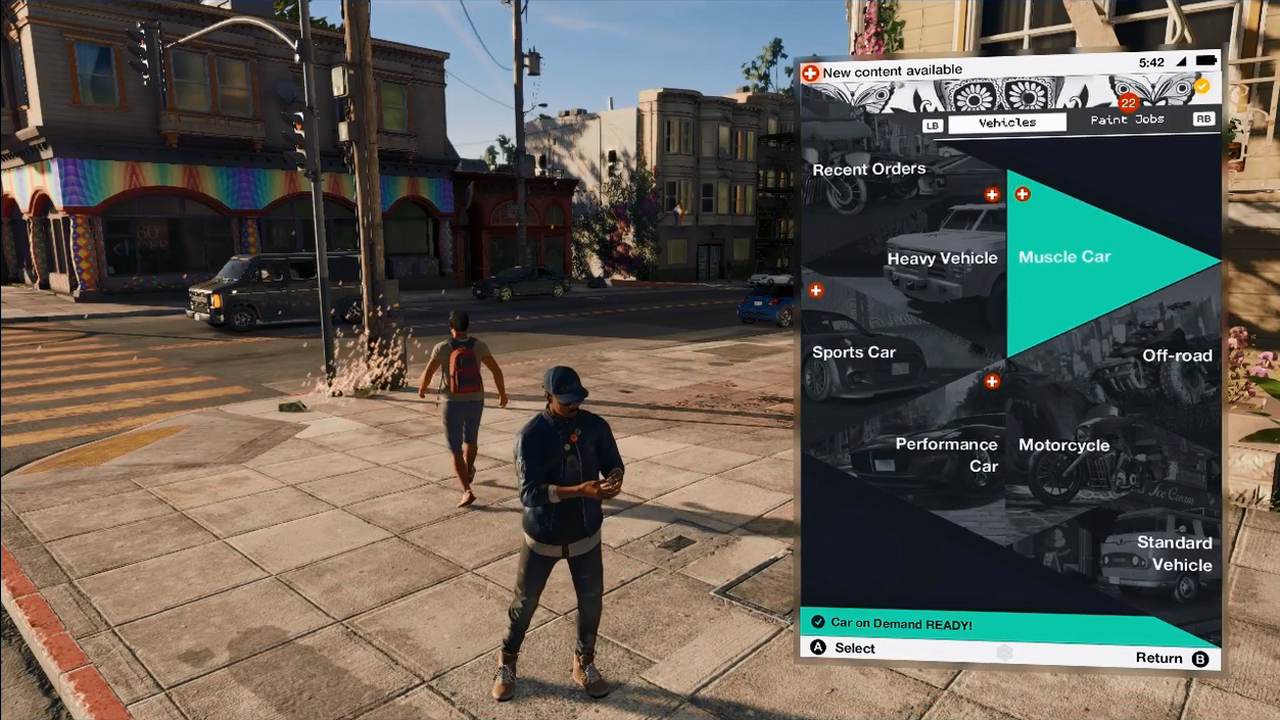 New content available
5:42
22
LB
Vehicles
Paint Jobs
RB
Recent Orders
Heavy Vehicle
Muscle Car
Sports Car
Off-road
Performance
Car
Motorcycle
Standard
Vehicle
Car on Demand READY!
A Select
Return B